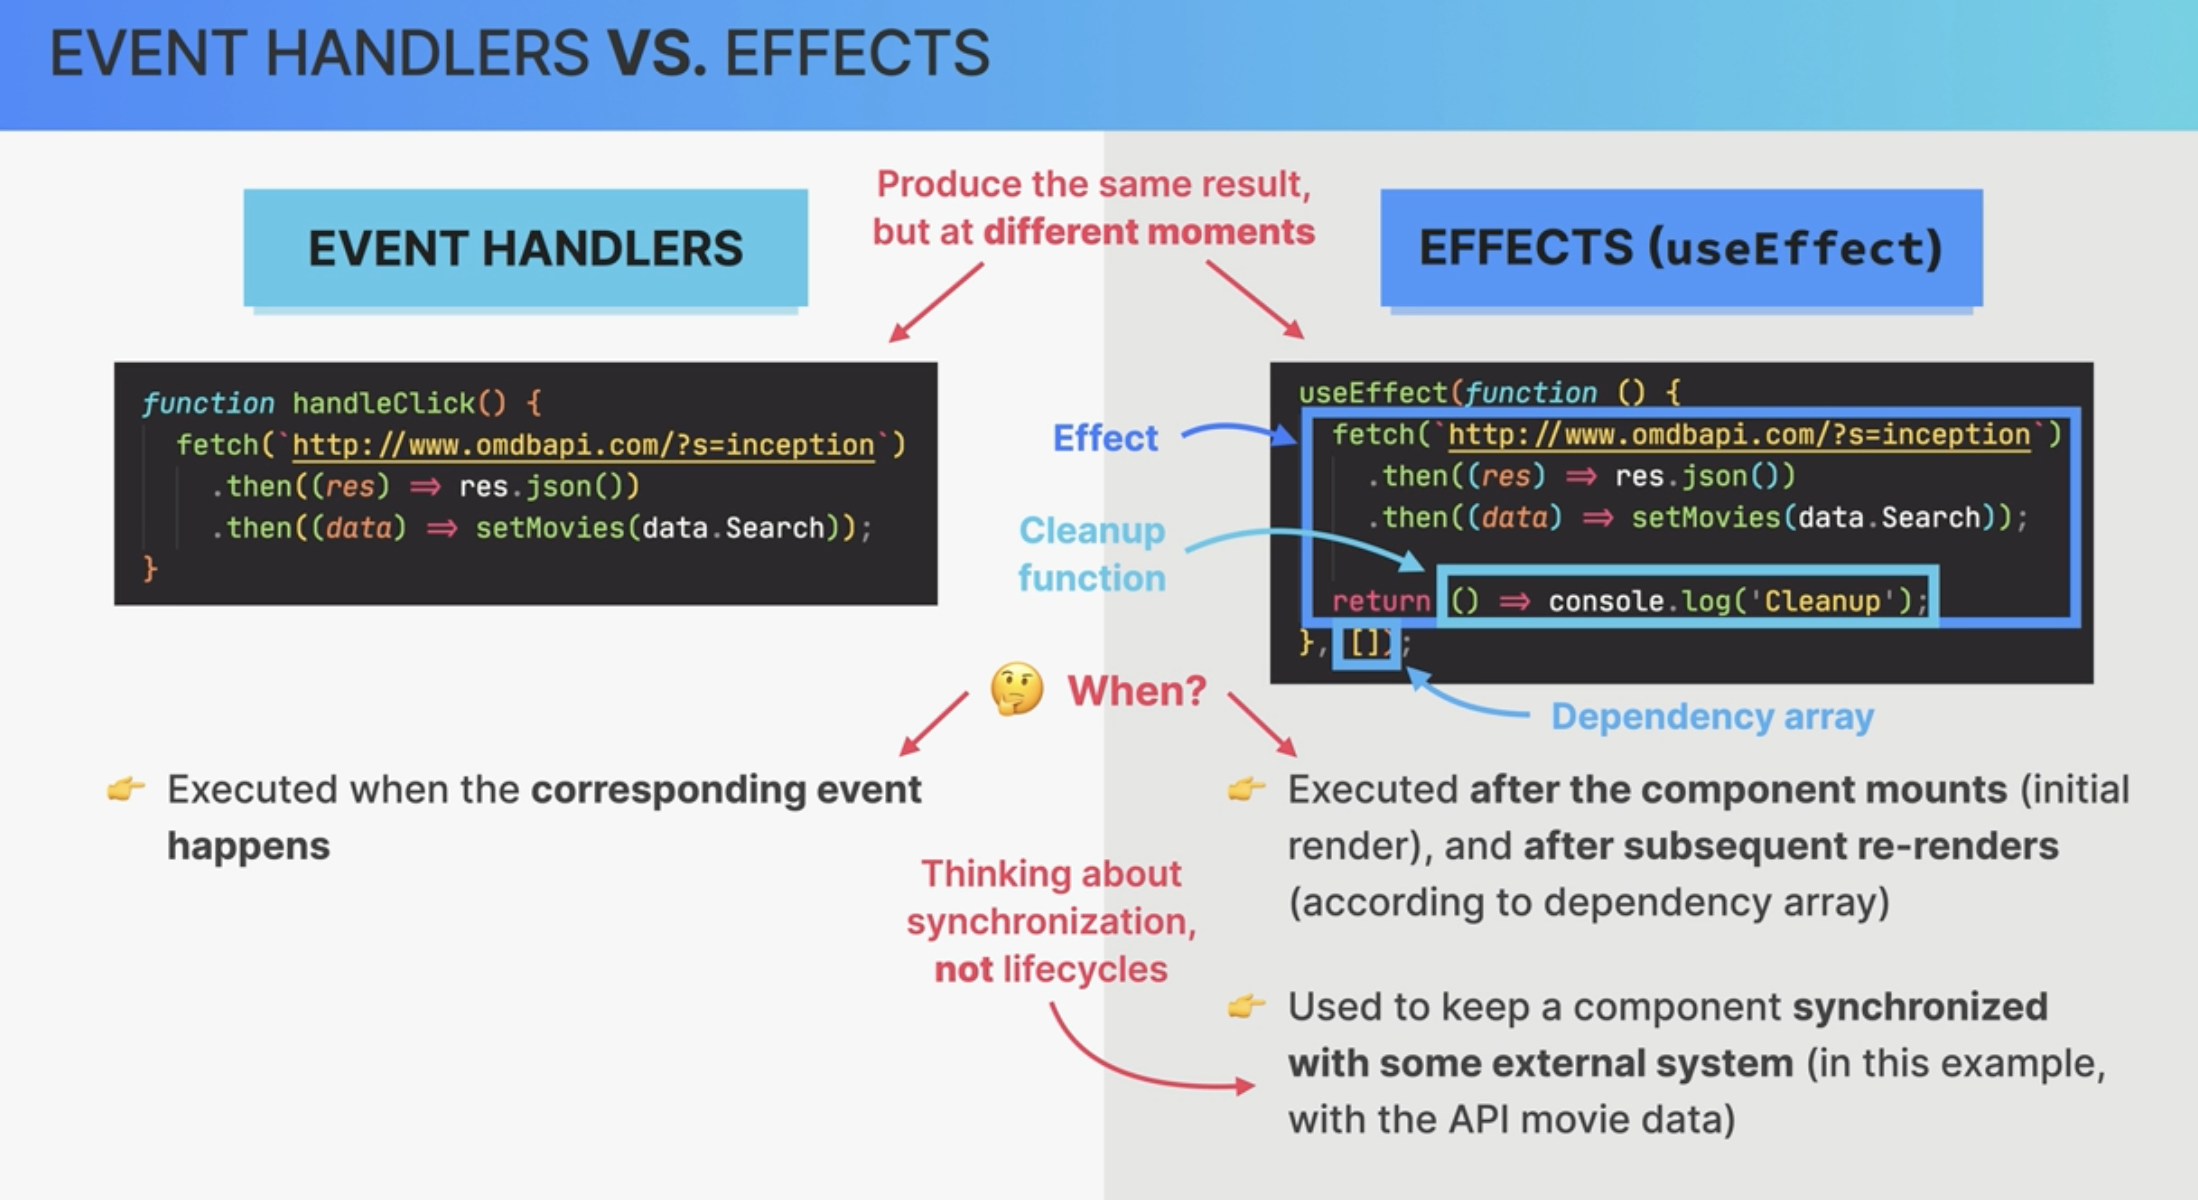 EVENT HANDLERS VS. EFFECTS
Produce the same result,
but at different moments
EVENT HANDLERS
EFFECTS (useEffect)
function handleClick() {
fetch(`http://www.omdbapi.com/?s=inception`)
.then((res) => res.json())
.then((data) => setMovies(data.Search));
}
Effect
Cleanup
function
useEffect(function () {
fetch(`http://www.omdbapi.com/?s=inception`)
.then((res) => res.json())
.then((data) => setMovies(data.Search));
return () => console.log('Cleanup');
}, []);
Dependency array
🤔 When?
👉 Executed when the corresponding event
happens
👉 Executed after the component mounts (initial
render), and after subsequent re-renders
(according to dependency array)
Thinking about
synchronization,
not lifecycles
👉 Used to keep a component synchronized
with some external system (in this example,
with the API movie data)